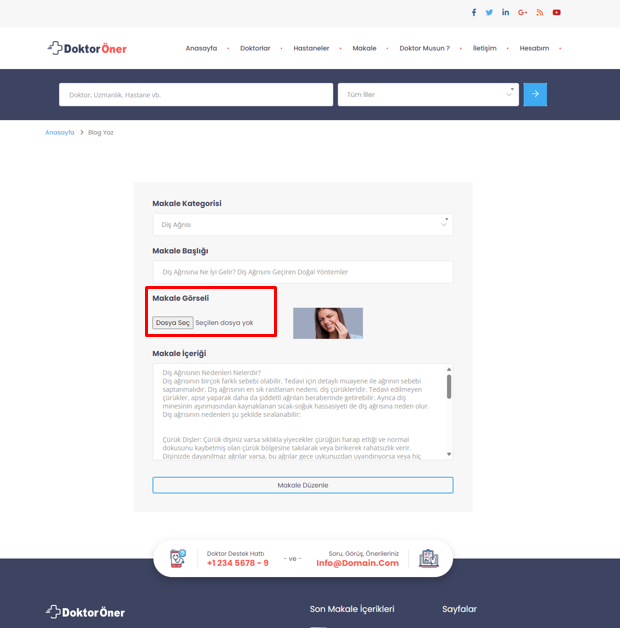 DoktorÖner
Anasayfa
Doktorlar
Hastaneler
Makale
Doktor Musun ?
İletişim
Hesabım
Doktor, Uzmanlık, Hastane vb.
Tüm İller
Anasayfa > Blog Yaz
Makale Kategorisi
Diş Ağrısı
Makale Başlığı
Diş Ağrısına Ne İyi Gelir? Diş Ağrısını Geçiren Doğal Yöntemler
Makale Görseli
Dosya Seç Seçilen dosya yok
Makale İçeriği
Diş Ağrısının Nedenleri Nelerdir?
Diş ağrısının birçok farklı sebebi olabilir. Tedavi için detaylı muayene ile ağrının sebebi
saptanmalıdır. Diş ağrısının en sık rastlanan nedeni, diş çürükleridir. Tedavi edilmeyen
çürükler, apse yaparak daha da şiddetli ağrıları beraberinde getirebilir. Ayrıca diş
minesinin aşınmasından kaynaklanan sıcak-soğuk hassasiyeti de diş ağrısına neden olur.
Diş ağrısının nedenleri şu şekilde sıralanabilir:
Çürük Dişler: Çürük dişiniz varsa sıklıkla yiyecekler çürüğün harap ettiği ve normal
dokusunu kaybetmiş olan çürük bölgesine takılarak veya birikerek rahatsızlık verir.
Dişinizde dayanılmaz ağrılar varsa, bu ağrılar gece uykunuzdan uyandırıyorsa veya hiç
Makale Düzenle
Doktor Destek Hattı
+1 234 5678 - 9
- ve -
Soru, Görüş, Önerileriniz
Info@Domain.Com
DoktorÖner
Son Makale İçerikleri
Sayfalar